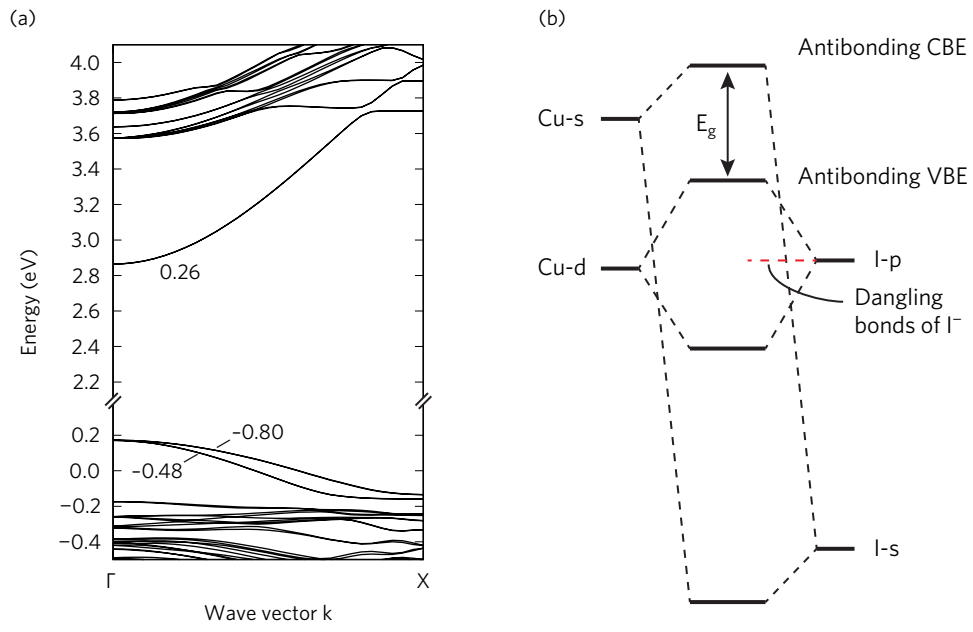 (a)
4.0
3.8
3.6
3.4
3.2
3.0
2.8
2.6
2.4
2.2
0.2
0.0
−0.2
−0.4
Energy (eV)
0.26
−0.80
−0.48
Γ
X
Wave vector k
(b)
Antibonding CBE
Cu-s
Eg
Antibonding VBE
Cu-d
I-p
Dangling
bonds of I⁻
I-s